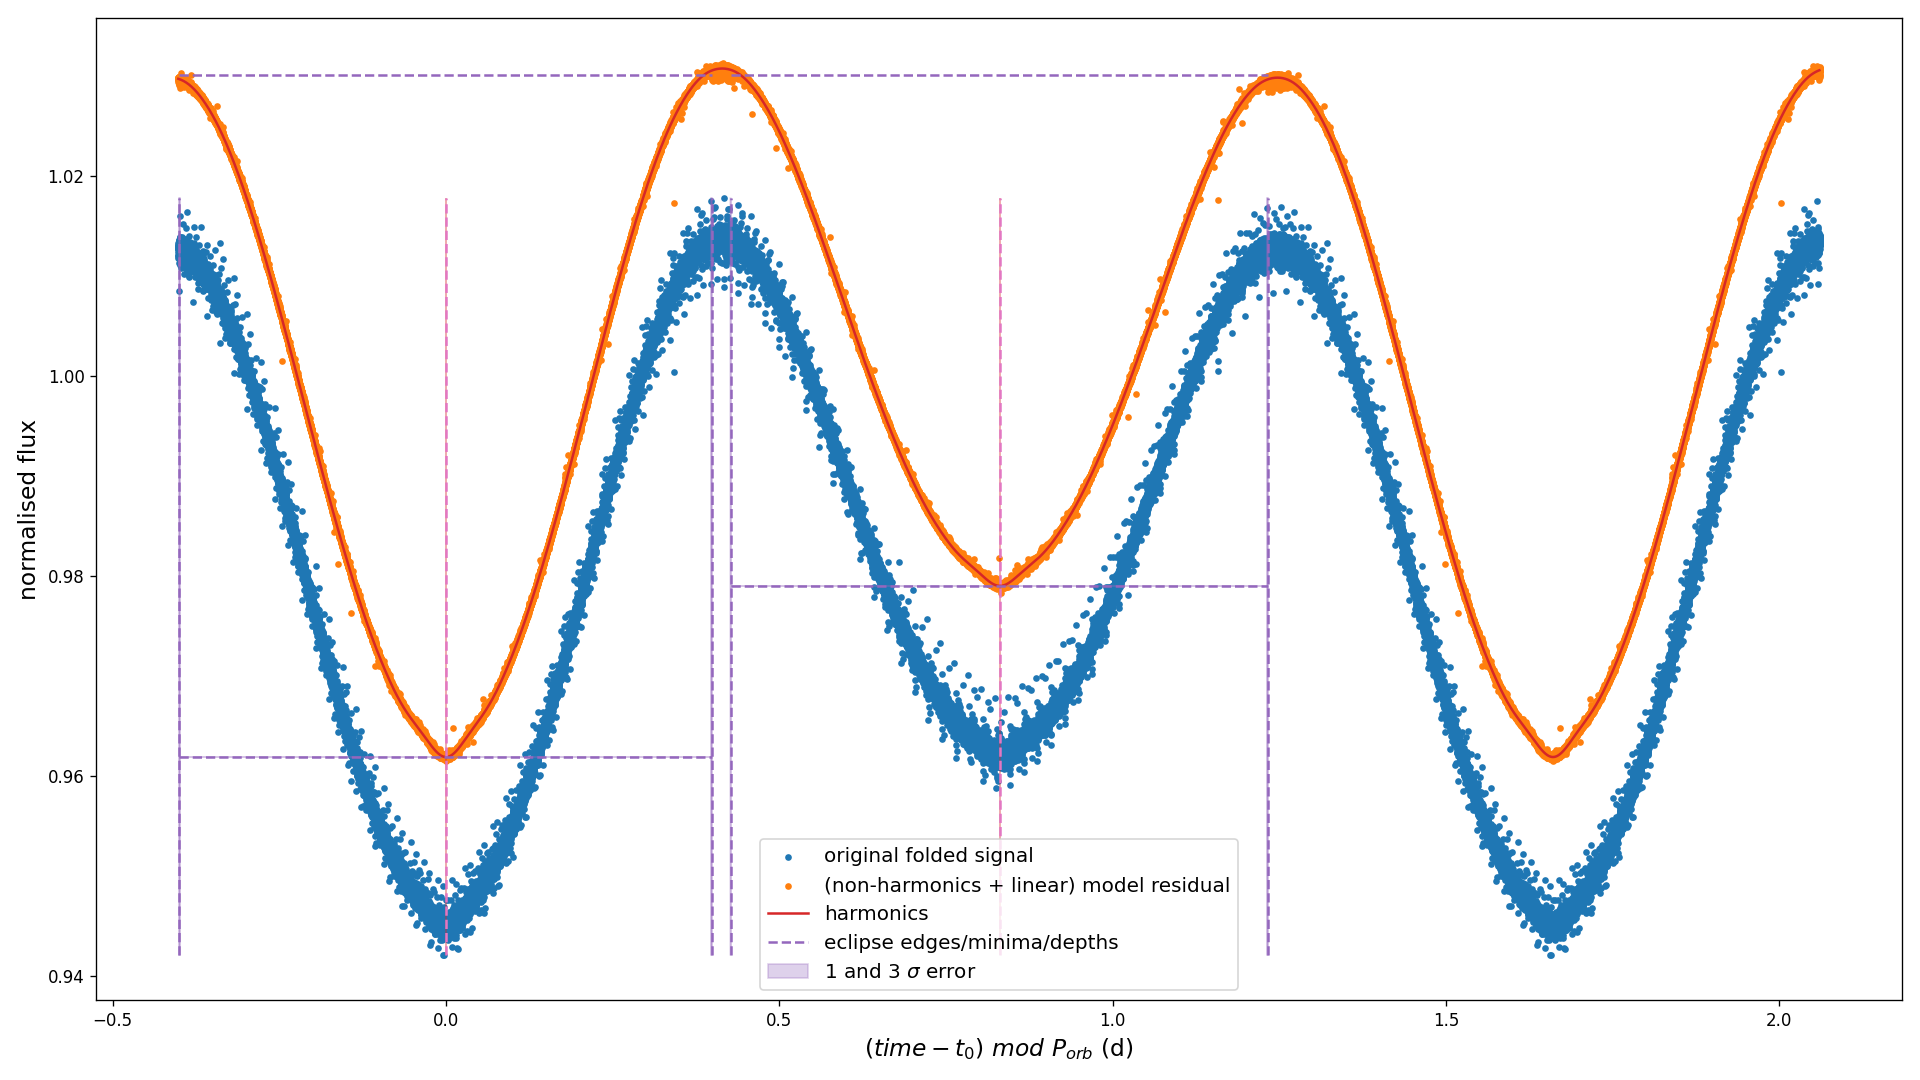 normalised flux
1.02
1.00
0.98
0.96
0.94
original folded signal
(non-harmonics + linear) model residual
harmonics
eclipse edges/minima/depths
1 and 3 σ error
−0.5 0.0 0.5 1.0 1.5 2.0
(time − t₀) mod Pₒᵣb (d)